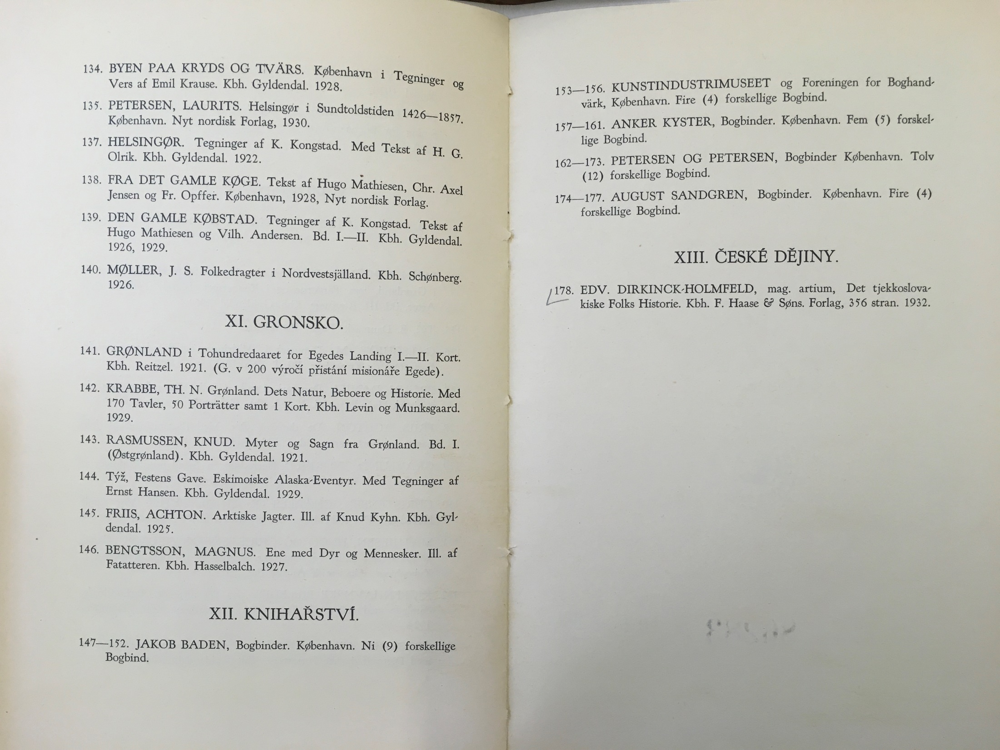 134. BYEN PAA KRYDS OG TVÄRS. København i Tegninger og
Vers af Emil Krause. Kbh. Gyldendal. 1928.
135. PETERSEN, LAURITS. Helsingør i Sundtoldstiden 1426—1857.
København. Nyt nordisk Forlag, 1930.
137. HELSINGØR. Tegninger af K. Kongstad. Med Tekst af H. G.
Olrik. Kbh. Gyldendal. 1922.
138. FRA DET GAMLE KØGE. Tekst af Hugo Mathiesen, Chr. Axel
Jensen og Fr. Opffer. København, 1928, Nyt nordisk Forlag.
139. DEN GAMLE KØBSTAD. Tegninger af K. Kongstad. Tekst af
Hugo Mathiesen og Vilh. Andersen. Bd. I.—II. Kbh. Gyldendal.
1926, 1929.
140. MØLLER, J. S. Folkedragter i Nordvestsjälland. Kbh. Schønberg.
1926.
XI. GRONSKO.
141. GRØNLAND i Tohundredaaret for Egedes Landing I.—II. Kort.
Kbh. Reitzel. 1921. (G. v 200 výročí přistání misionáře Egede).
142. KRABBE, TH. N. Grønland. Dets Natur, Beboere og Historie. Med
170 Tavler, 50 Porträtter samt 1 Kort. Kbh. Levin og Munksgaard.
1929.
143. RASMUSSEN, KNUD. Myter og Sagn fra Grønland. Bd. I.
(Østgrønland). Kbh. Gyldendal. 1921.
144. Týž, Festens Gave. Eskimoiske Alaska-Eventyr. Med Tegninger af
Ernst Hansen. Kbh. Gyldendal. 1929.
145. FRIIS, ACHTON. Arktiske Jagter. Ill. af Knud Kyhn. Kbh. Gyl-
dendal. 1925.
146. BENGTSSON, MAGNUS. Ene med Dyr og Mennesker. Ill. af
Fatatteren. Kbh. Hasselbalch. 1927.
XII. KNIHAŘSTVÍ.
147—152. JAKOB BADEN, Bogbinder. København. Ni (9) forskellige
Bogbind.
153—156. KUNSTINDUSTRIMUSEET og Foreningen for Boghand-
värk, København. Fire (4) forskellige Bogbind.
157—161. ANKER KYSTER, Bogbinder. København. Fem (5) forskel-
lige Bogbind.
162—173. PETERSEN OG PETERSEN, Bogbinder København. Tolv
(12) forskellige Bogbind.
174—177. AUGUST SANDGREN, Bogbinder. København. Fire (4)
forskellige Bogbind.
XIII. ČESKÉ DĚJINY.
178. EDV. DIRKINCK-HOLMFELD, mag. artium, Det tjekkoslova-
kiske Folks Historie. Kbh. F. Haase & Søns. Forlag, 356 stran. 1932.